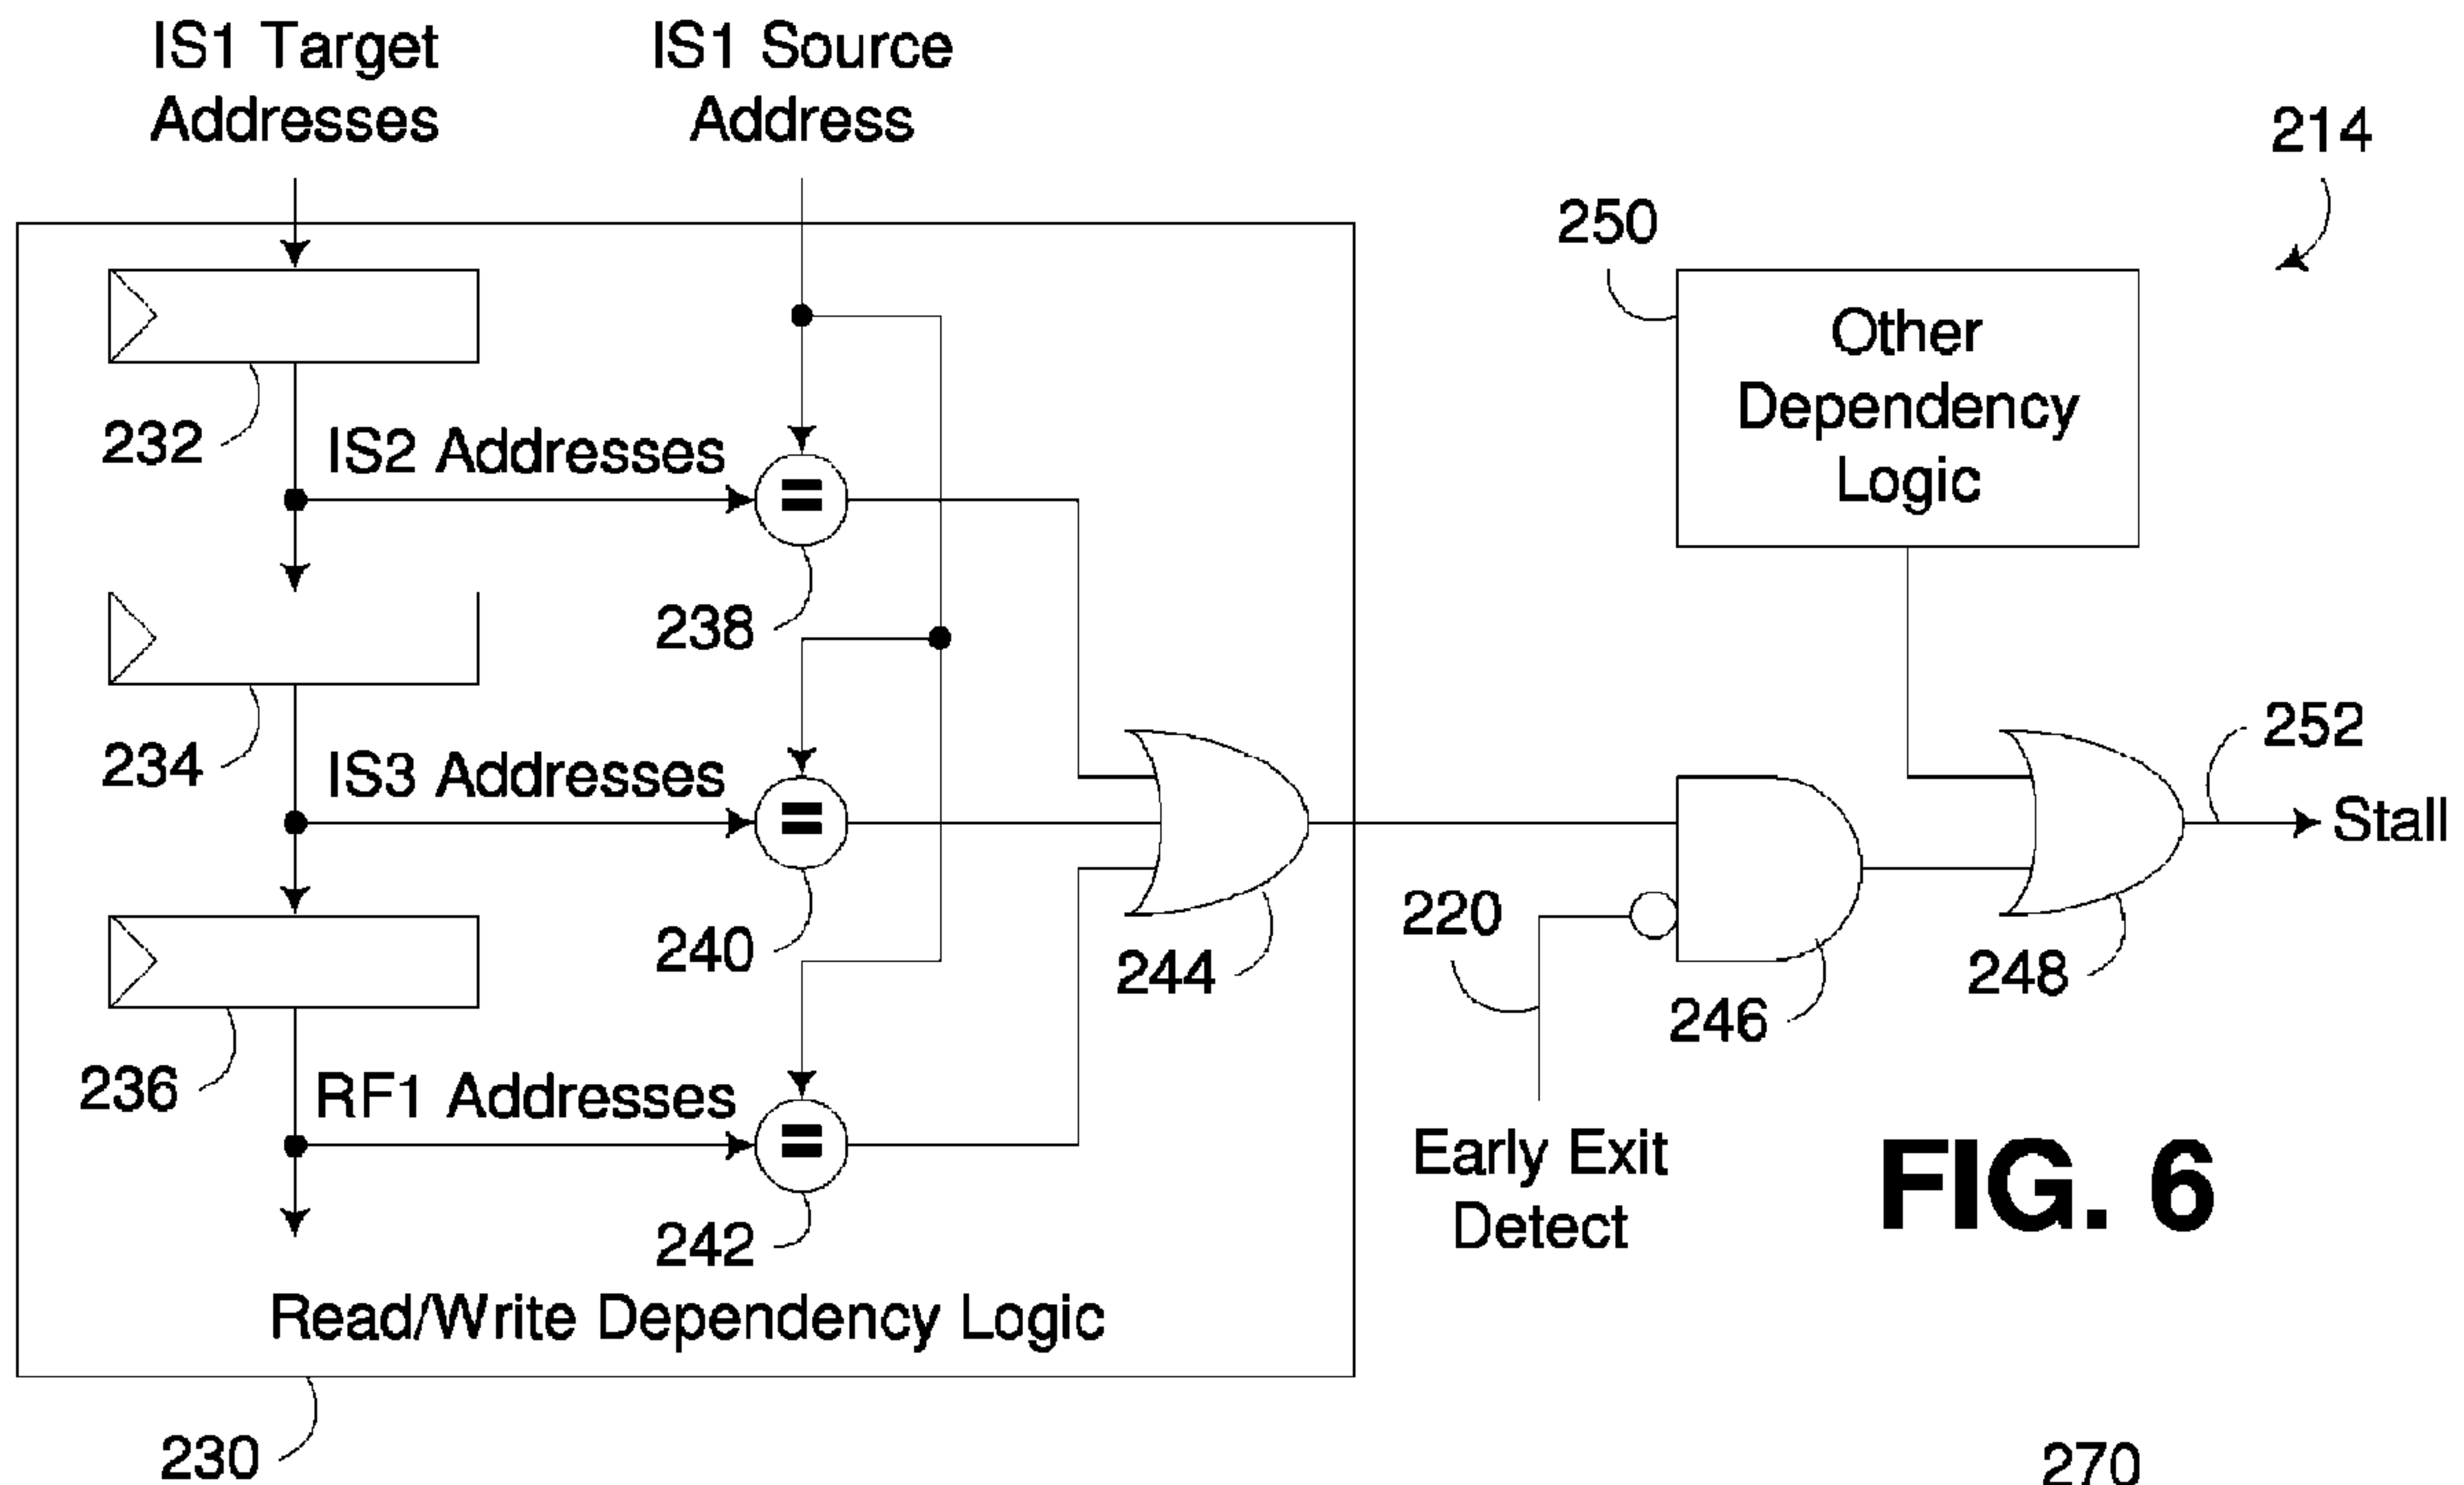 IS1 Target
Addresses
IS1 Source
Address
214
250
Other
Dependency
Logic
232
IS2 Addresses
238
234
IS3 Addresses
252
Stall
240
244
220
246
248
236
RF1 Addresses
242
Early Exit
Detect
FIG. 6
Read/Write Dependency Logic
230
270